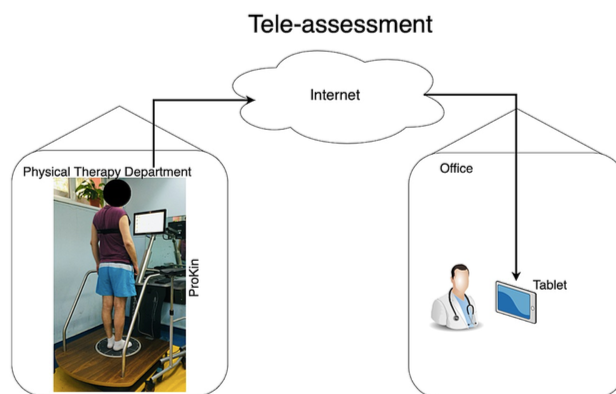 Tele-assessment
Internet
Physical Therapy Department
Office
ProKin
Tablet